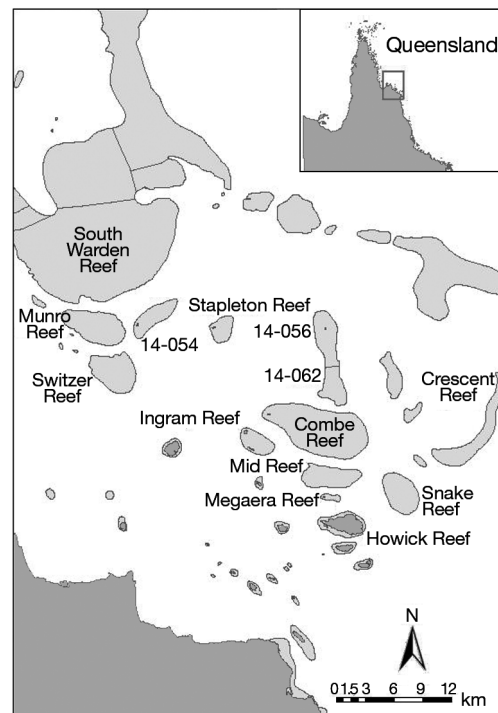 Queensland
South
Warden
Reef
Munro
Reef
Stapleton Reef
14-056
14-054
14-062
Switzer
Reef
Crescent
Reef
Ingram Reef
Combe
Reef
Mid Reef
Megaera Reef
Snake
Reef
Howick Reef
N
0 1.5 3 6 9 12
km